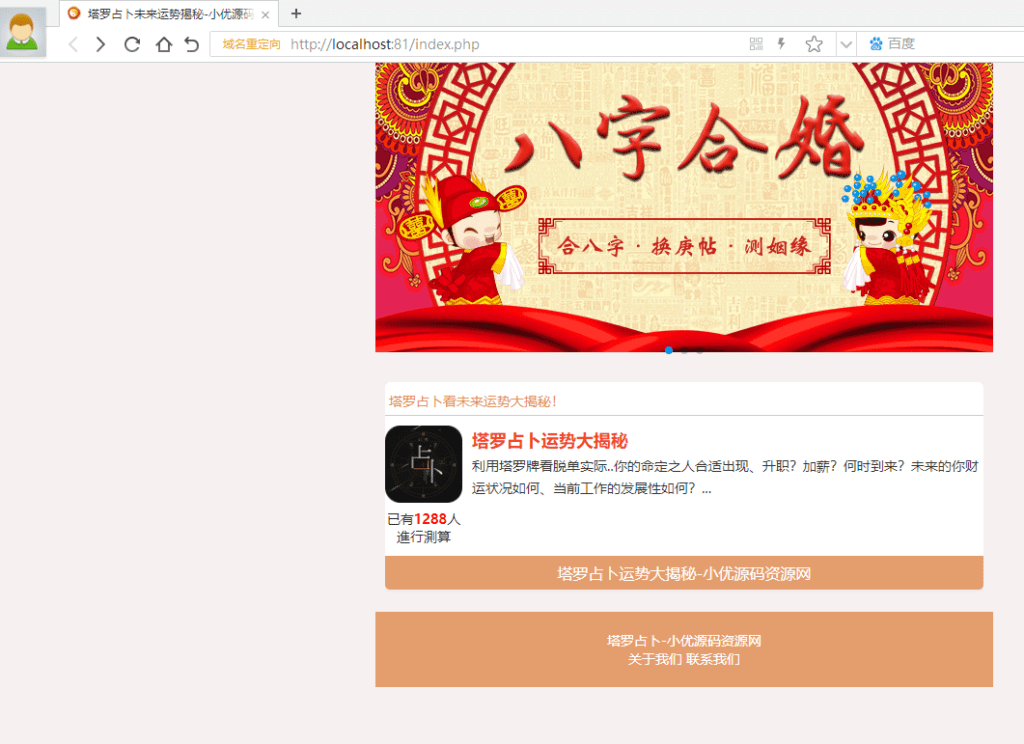 塔罗占卜未来运势揭秘-小优源码
域名重定向 http://localhost:81/index.php
百度
八字合婚
合八字·换庚帖·测姻缘
塔罗占卜看未来运势大揭秘！
占卜
塔罗占卜运势大揭秘
利用塔罗牌看脱单实际..你的命定之人合适出现、升职？加薪？何时到来？未来的你财
运状况如何、当前工作的发展性如何？...
已有1288人
進行測算
塔罗占卜运势大揭秘-小优源码资源网
塔罗占卜-小优源码资源网
关于我们 联系我们